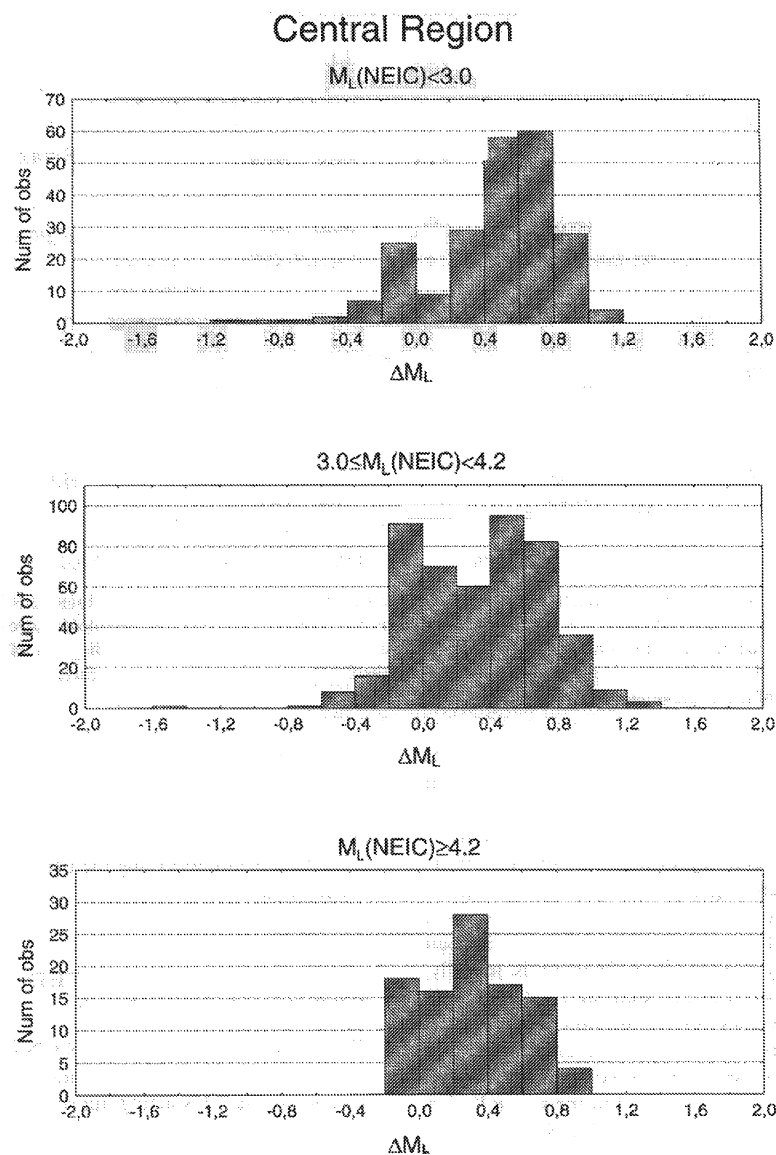 Central Region
M_L(NEIC)<3.0
70
60
50
40
30
20
10
0
Num of obs
-2,0 -1,6 -1,2 -0,8 -0,4 0,0 0,4 0,8 1,2 1,6 2,0
ΔM_L
3.0≤M_L(NEIC)<4.2
100
80
60
40
20
0
Num of obs
-2,0 -1,6 -1,2 -0,8 -0,4 0,0 0,4 0,8 1,2 1,6 2,0
ΔM_L
M_L(NEIC)≥4.2
35
30
25
20
15
10
5
0
Num of obs
-2,0 -1,6 -1,2 -0,8 -0,4 0,0 0,4 0,8 1,2 1,6 2,0
ΔM_L